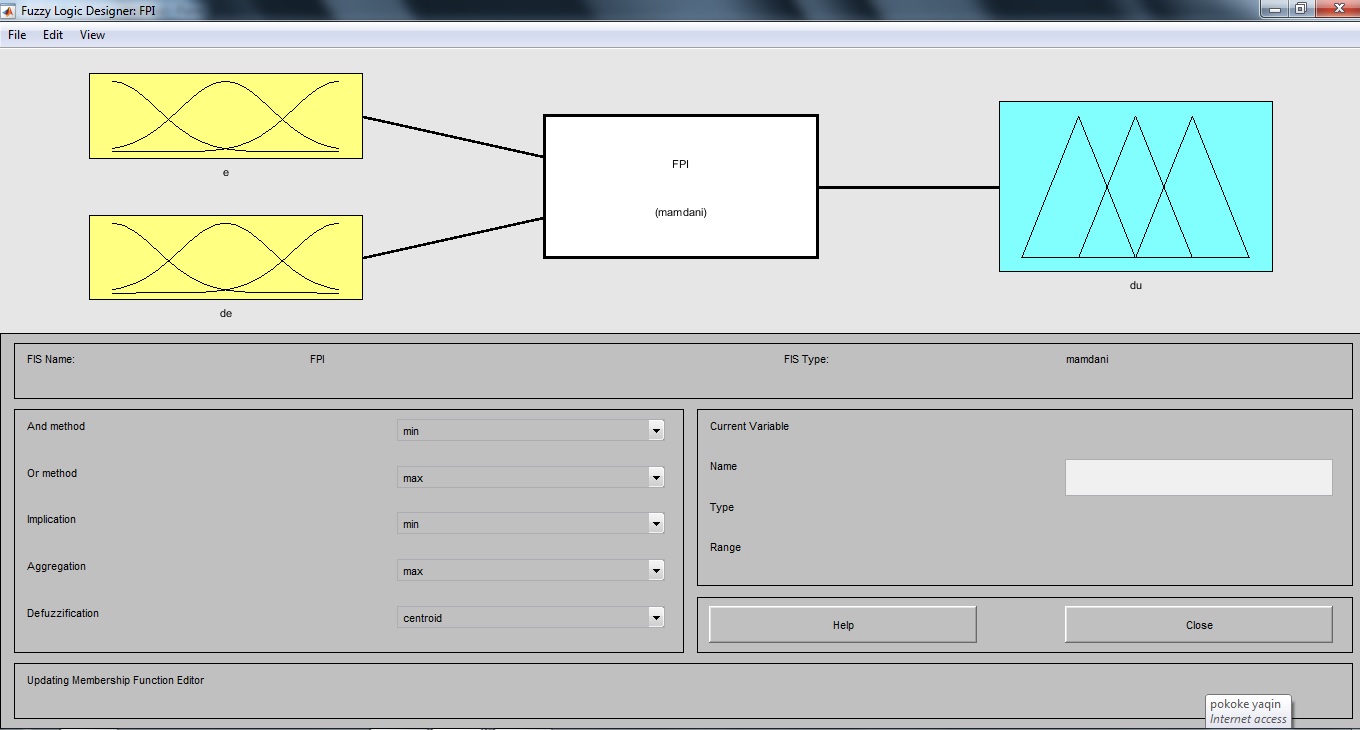 Fuzzy Logic Designer: FPI
File Edit View
e
de
FPI
(mamdani)
du
FIS Name: FPI FIS Type: mamdani
And method min
Or method max
Implication min
Aggregation max
Defuzzification centroid
Current Variable
Name
Type
Range
Help Close
Updating Membership Function Editor
pokoke yaqin
Internet access